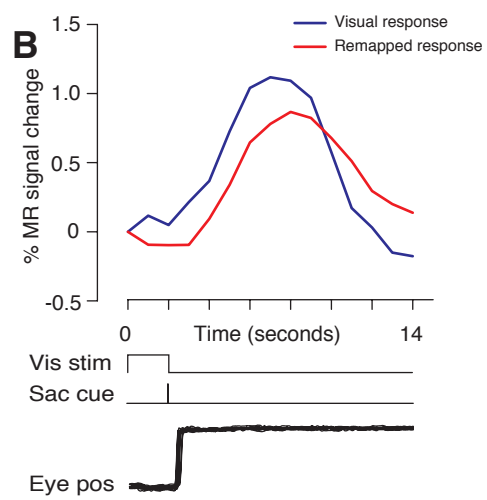 B
Visual response
Remapped response
% MR signal change
1.5
1.0
0.5
0
-0.5
0 Time (seconds) 14
Vis stim
Sac cue
Eye pos